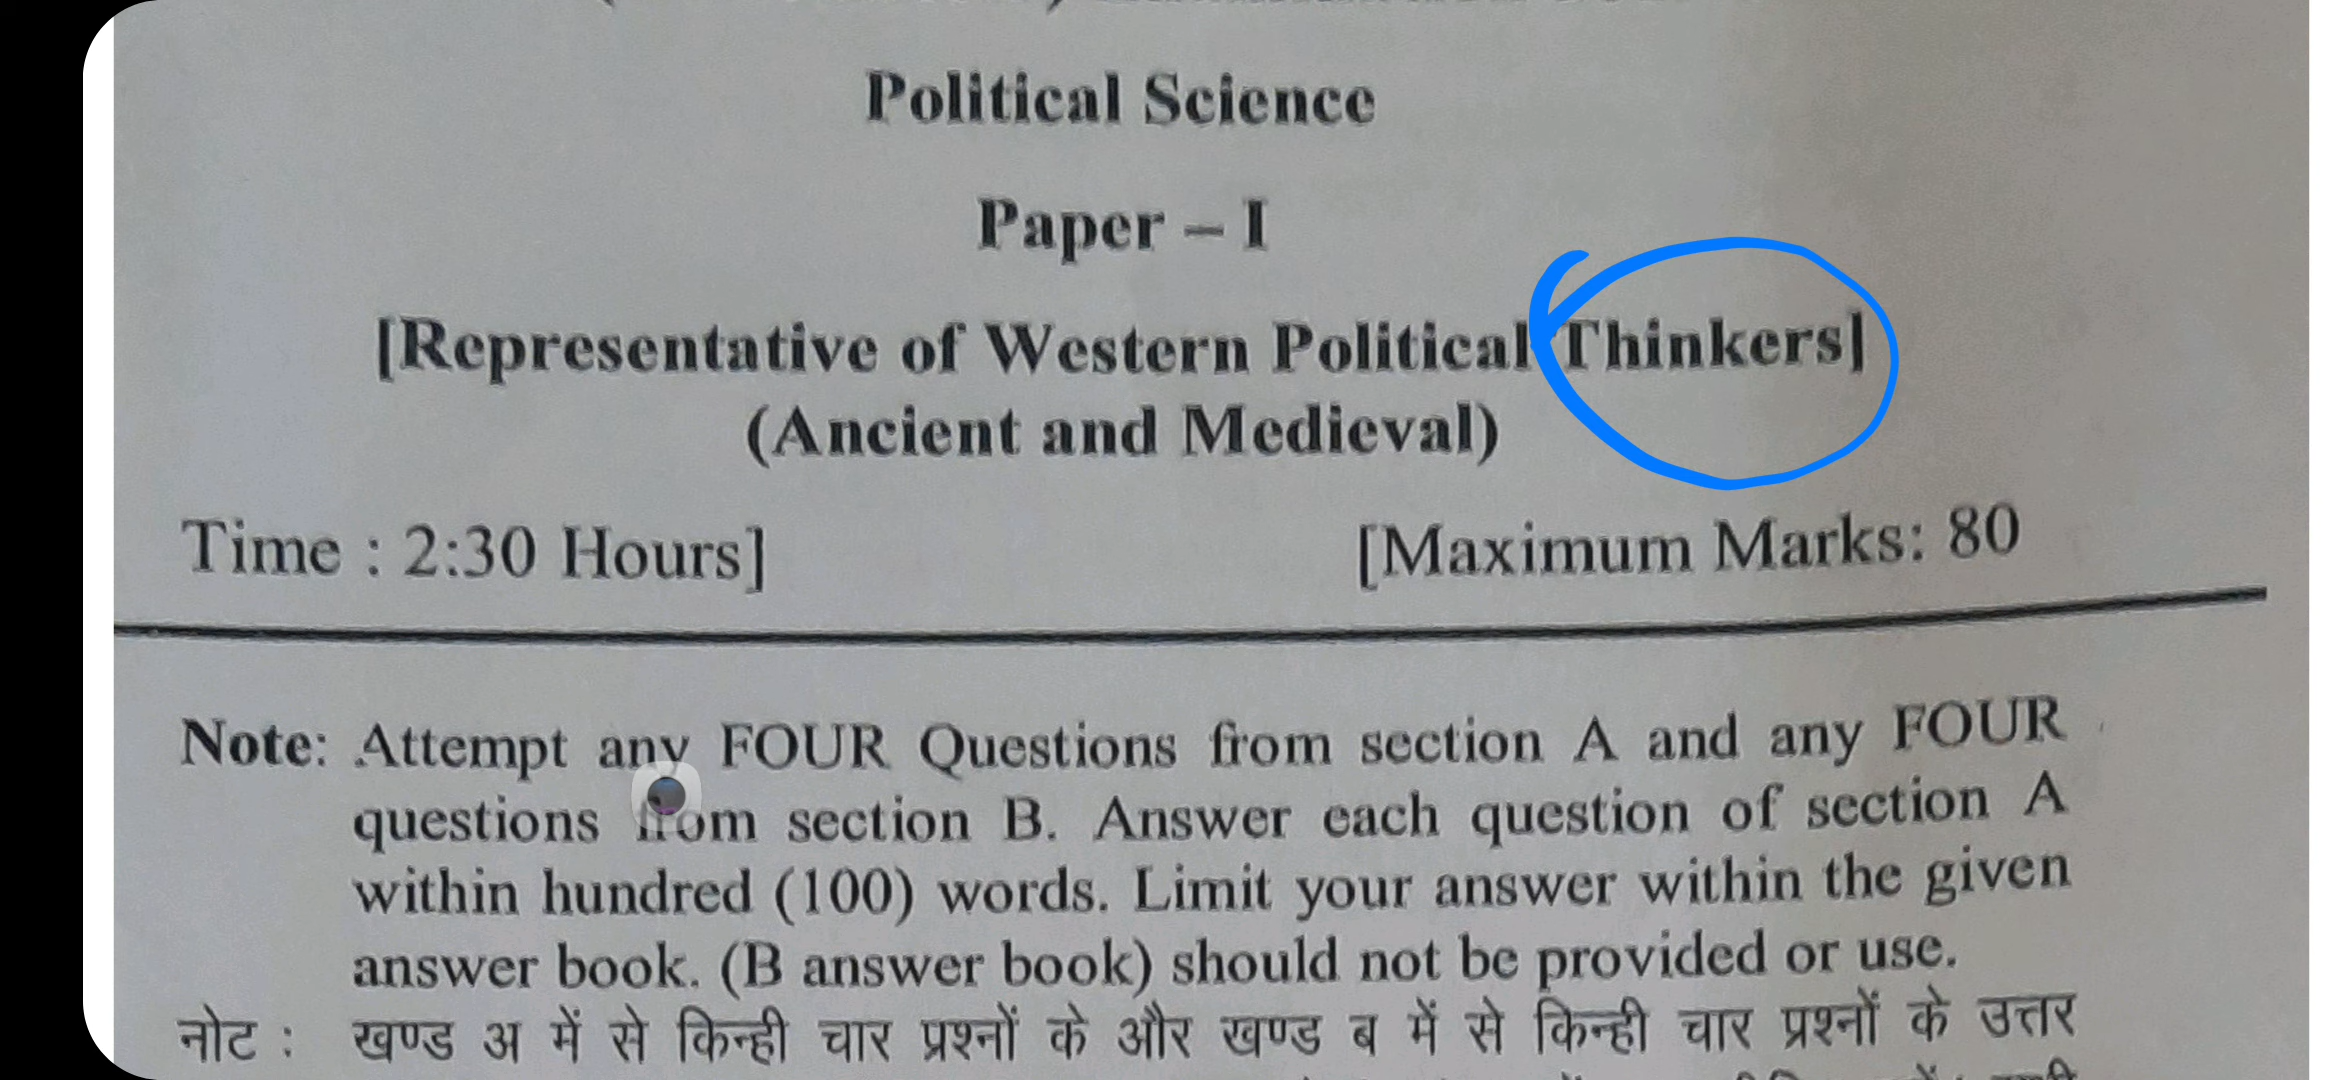 Political Science
Paper – I
[Representative of Western Political Thinkers]
(Ancient and Medieval)
Time : 2:30 Hours] [Maximum Marks: 80
Note: Attempt any FOUR Questions from section A and any FOUR
questions from section B. Answer each question of section A
within hundred (100) words. Limit your answer within the given
answer book. (B answer book) should not be provided or use.
नोट : खण्ड अ में से किन्ही चार प्रश्नों के और खण्ड ब में से किन्ही चार प्रश्नों के उत्तर